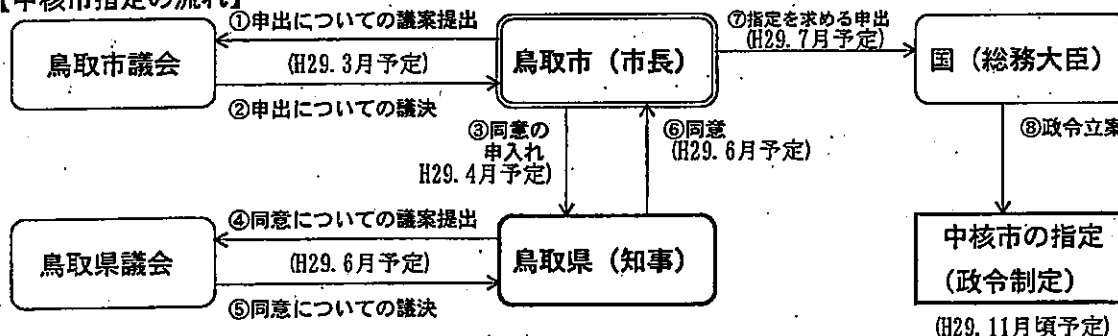 【中核市指定の流れ】
①申出についての議案提出
鳥取市議会
(H29.3月予定)
②申出についての議決
鳥取市（市長）
⑦指定を求める申出
(H29.7月予定)
国（総務大臣）
③同意の
申入れ
H29.4月予定)
⑥同意
(H29.6月予定)
⑧政令立案
④同意についての議案提出
鳥取県議会
(H29.6月予定)
⑤同意についての議決
鳥取県（知事）
中核市の指定
(政令制定)
(H29.11月頃予定)